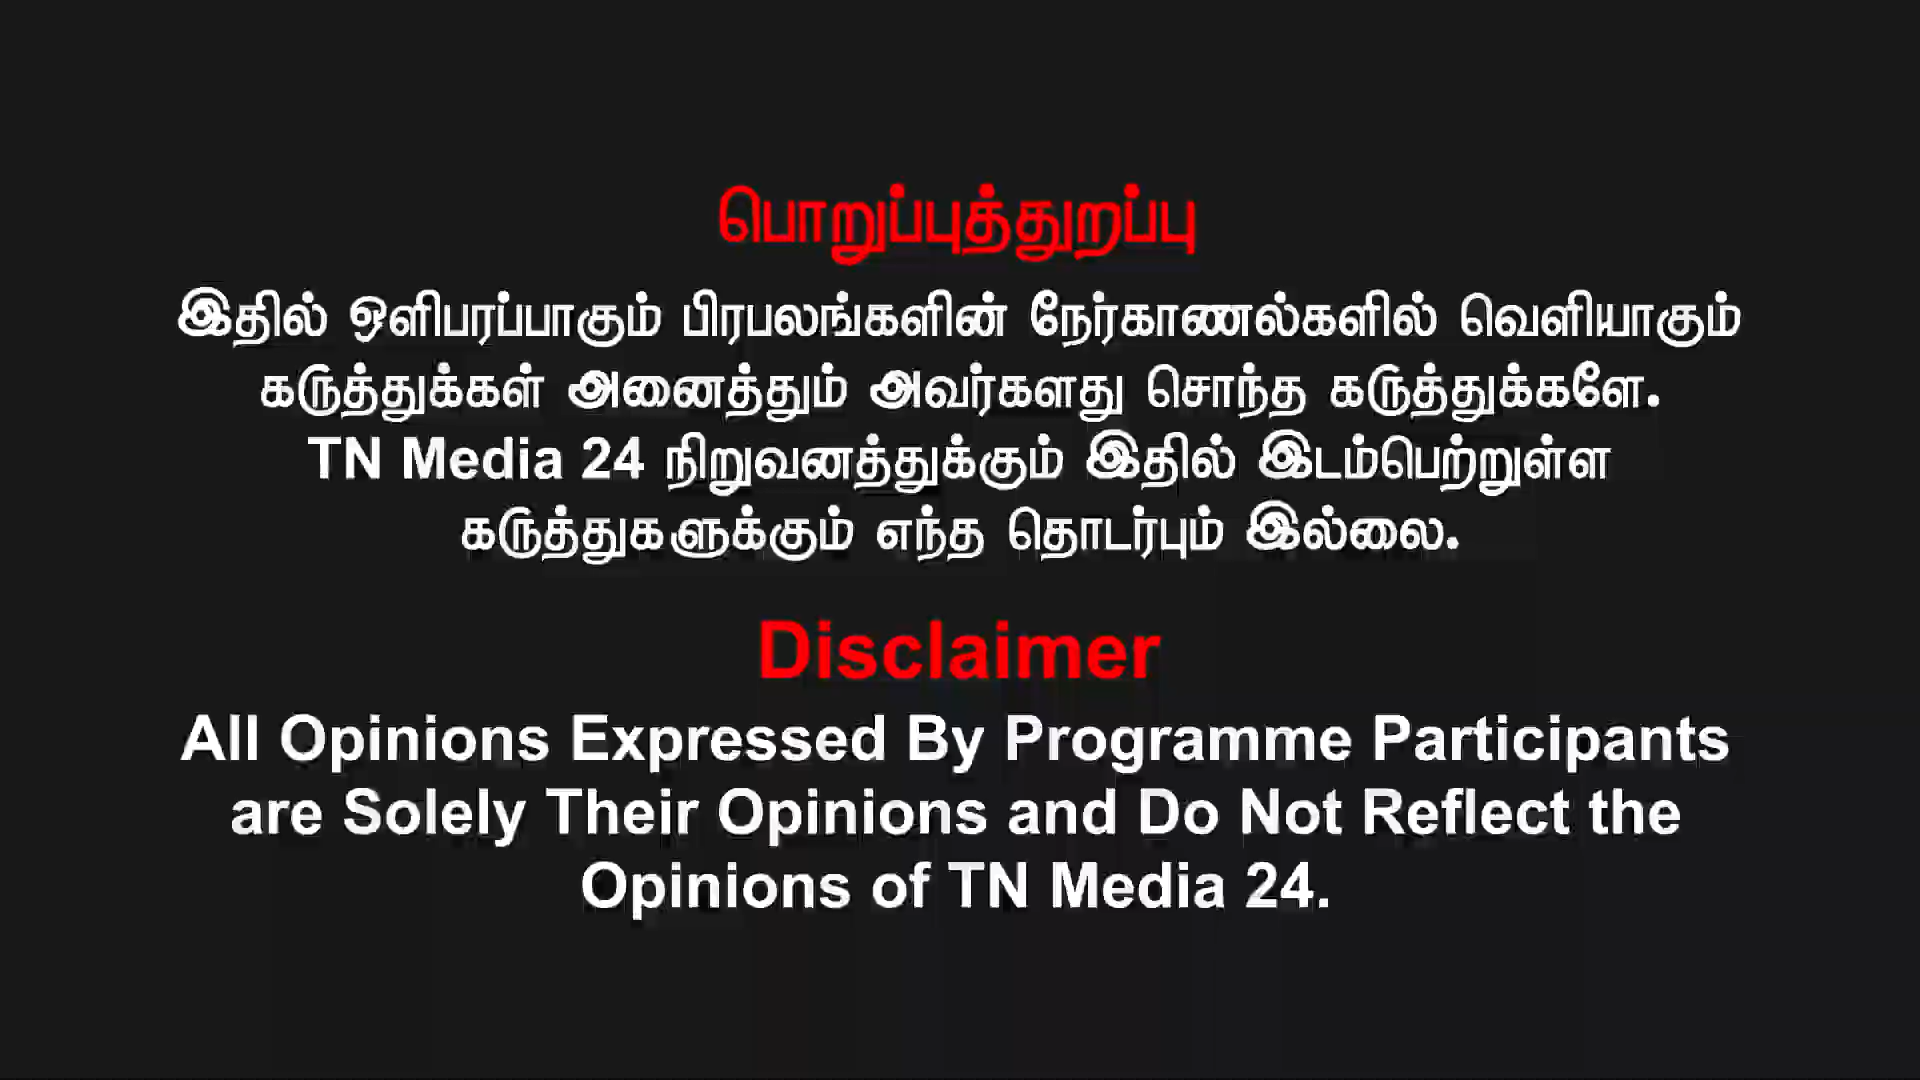 பொறுப்புத்துறப்பு
இதில் ஒளிபரப்பாகும் பிரபலங்களின் நேர்காணல்களில் வெளியாகும்
கருத்துக்கள் அனைத்தும் அவர்களது சொந்த கருத்துக்களே.
TN Media 24 நிறுவனத்துக்கும் இதில் இடம்பெற்றுள்ள
கருத்துகளுக்கும் எந்த தொடர்பும் இல்லை.
Disclaimer
All Opinions Expressed By Programme Participants
are Solely Their Opinions and Do Not Reflect the
Opinions of TN Media 24.